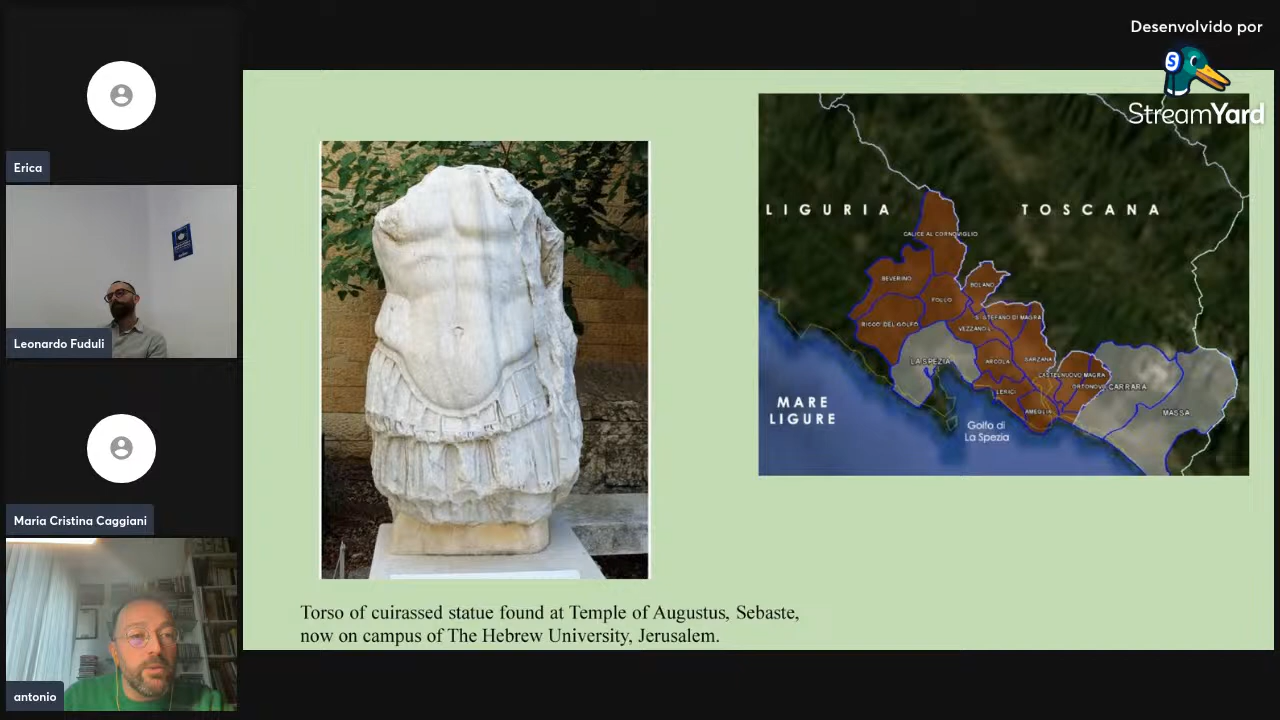 Desenvolvido por
StreamYard
Erica
Leonardo Fuduli
Maria Cristina Caggiani
antonio
LIGURIA
TOSCANA
CALICE AL CORNOVIGLIO
BEVERINO
BOLANO
FOLLO
RICCO' DEL GOLFO
S. STEFANO DI MAGRA
VEZZANO L.
LA SPEZIA
ARCOLA
SARZANA
CASTELNUOVO MAGRA
ORTONOVO
CARRARA
LERICI
AMEGLIA
MASSA
MARE
LIGURE
Golfo di
La Spezia
Torso of cuirassed statue found at Temple of Augustus, Sebaste,
now on campus of The Hebrew University, Jerusalem.